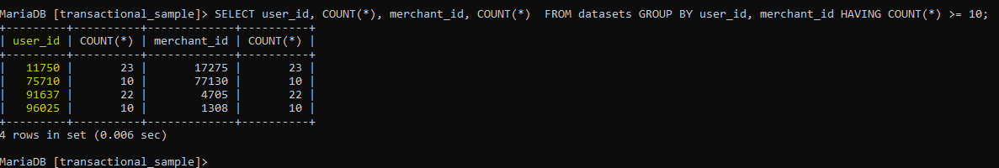 MariaDB [transactional_sample]> SELECT user_id, COUNT(*), merchant_id, COUNT(*)  FROM datasets GROUP BY user_id, merchant_id HAVING COUNT(*) >= 10;
+---------+----------+-------------+----------+
| user_id | COUNT(*) | merchant_id | COUNT(*) |
+---------+----------+-------------+----------+
|   11750 |       23 |       17275 |       23 |
|   75710 |       10 |       77130 |       10 |
|   91637 |       22 |        4705 |       22 |
|   96025 |       10 |        1308 |       10 |
+---------+----------+-------------+----------+
4 rows in set (0.006 sec)
MariaDB [transactional_sample]>